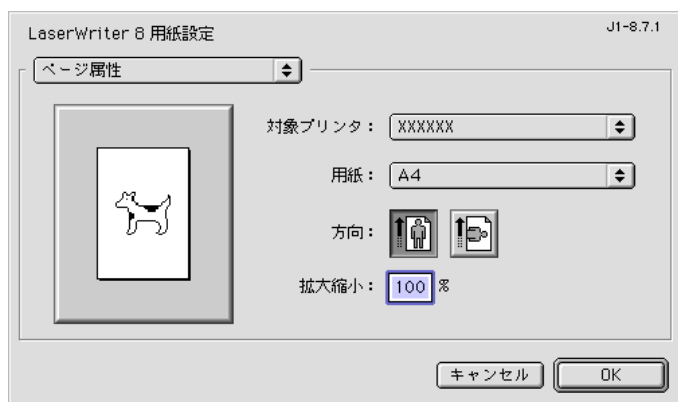 LaserWriter 8 用紙設定
J1-8.7.1
ページ属性
対象プリンタ： XXXXXX
用紙： A4
方向：
拡大縮小： 100 %
キャンセル
OK